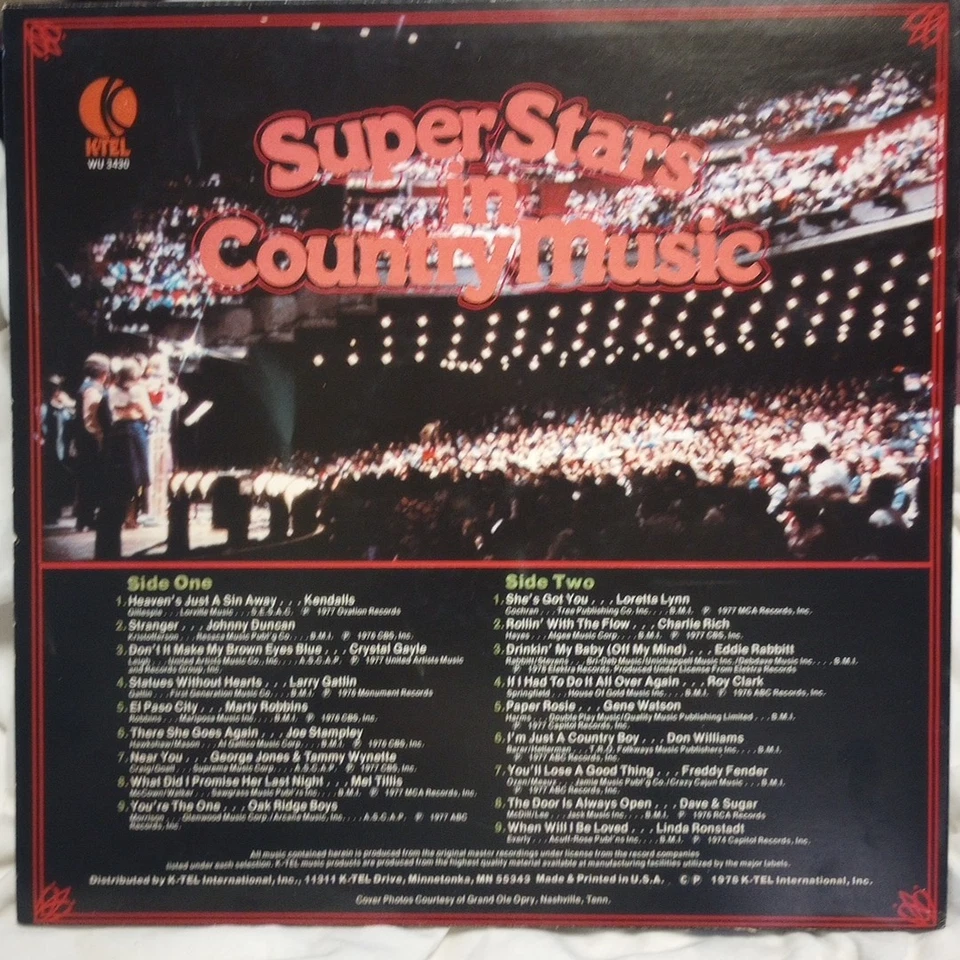 K-TEL
WU 3430
Super Stars
in
Country Music
Side One
1. Heaven's Just A Sin Away . . . Kendalls
Gillespie . . . Lorville Music . . . S.E.S.A.C. ℗ 1977 Ovation Records
2. Stranger . . . Johnny Duncan
Kristofferson . . . Resaca Music Publ'g Co. . . . B.M.I. ℗ 1976 CBS, Inc.
3. Don't It Make My Brown Eyes Blue . . . Crystal Gayle
Leigh . . . United Artists Music Co., Inc. . . . A.S.C.A.P. ℗ 1977 United Artists Music
and Records Group, Inc.
4. Statues Without Hearts . . . Larry Gatlin
Gatlin . . . First Generation Music Co. . . . B.M.I. ℗ 1976 Monument Records
5. El Paso City . . . Marty Robbins
Robbins . . . Mariposa Music Inc. . . . B.M.I. ℗ 1976 CBS, Inc.
6. There She Goes Again . . . Joe Stampley
Hawkshaw/Mason . . . Al Gallico Music Corp. . . . B.M.I. ℗ 1976 CBS, Inc.
7. Near You . . . George Jones & Tammy Wynette
Craig/Goell . . . Supreme Music Corp. . . . A.S.C.A.P. ℗ 1976 CBS, Inc.
8. What Did I Promise Her Last Night . . . Mel Tillis
McCown/Walker . . . Sawgrass Music Publ'rs Inc. . . . B.M.I. ℗ 1977 MCA Records, Inc.
9. You're The One . . . Oak Ridge Boys
Morrison . . . Glenwood Music Corp./Arcade Music, Inc. . . . A.S.C.A.P. ℗ 1977 ABC
Records, Inc.
Side Two
1. She's Got You . . . Loretta Lynn
Cochran . . . Tree Publishing Co. Inc. . . . B.M.I. ℗ 1977 MCA Records, Inc.
2. Rollin' With The Flow . . . Charlie Rich
Hayes . . . Algee Music Corp. . . . B.M.I. ℗ 1977 CBS, Inc.
3. Drinkin' My Baby (Off My Mind) . . . Eddie Rabbitt
Rabbitt/Stevens . . . Bri-Deb Music/Unichappell Music Inc./Debdave Music Inc. . . . B.M.I.
℗ 1976 Elektra Records, Produced Under License From Elektra Records
4. If I Had To Do It All Over Again . . . Roy Clark
Springfield . . . House Of Gold Music Inc. . . . B.M.I. ℗ 1976 ABC Records, Inc.
5. Paper Rosie . . . Gene Watson
Harms . . . Double Play Music/Quality Music Publishing Limited . . . B.M.I.
℗ 1977 Capitol Records, Inc.
6. I'm Just A Country Boy . . . Don Williams
Barer/Hellerman . . . T.R.O. Folkways Music Publishers Inc. . . . B.M.I.
℗ 1977 ABC Records, Inc.
7. You'll Lose A Good Thing . . . Freddy Fender
Ozen/Meaux . . . Jamie Music Publ'g Co./Crazy Cajun Music . . . B.M.I.
℗ 1977 ABC Records, Inc.
8. The Door Is Always Open . . . Dave & Sugar
McDill/Lee . . . Jack Music Inc. . . . B.M.I. ℗ 1976 RCA Records
9. When Will I Be Loved . . . Linda Ronstadt
Everly . . . Acuff-Rose Publ'ns Inc. . . . B.M.I. ℗ 1974 Capitol Records, Inc.
All music contained herein is produced from the original master recordings under license from the record companies
listed under each selection. K-TEL music products are produced from the highest quality material available at manufacturing facilities utilized by the major labels.
Distributed by K-TEL International, Inc., 11311 K-TEL Drive, Minnetonka, MN 55343 Made & Printed in U.S.A. © ℗ 1978 K-TEL International, Inc.
Cover Photos Courtesy of Grand Ole Opry, Nashville, Tenn.